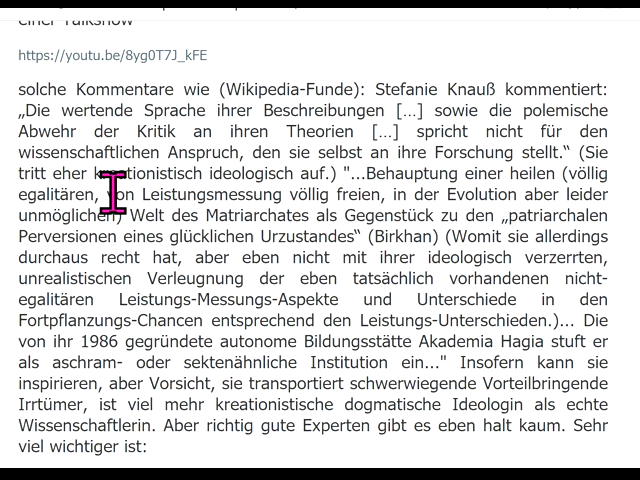 einer Talkshow
https://youtu.be/8yg0T7J_kFE
solche Kommentare wie (Wikipedia-Funde): Stefanie Knauß kommentiert:
„Die wertende Sprache ihrer Beschreibungen [...] sowie die polemische
Abwehr der Kritik an ihren Theorien [...] spricht nicht für den
wissenschaftlichen Anspruch, den sie selbst an ihre Forschung stellt.“ (Sie
tritt eher kreationistisch ideologisch auf.) "...Behauptung einer heilen (völlig
egalitären, von Leistungsmessung völlig freien, in der Evolution aber leider
unmöglichen) Welt des Matriarchates als Gegenstück zu den „patriarchalen
Perversionen eines glücklichen Urzustandes“ (Birkhan) (Womit sie allerdings
durchaus recht hat, aber eben nicht mit ihrer ideologisch verzerrten,
unrealistischen Verleugnung der eben tatsächlich vorhandenen nicht-
egalitären Leistungs-Messungs-Aspekte und Unterschiede in den
Fortpflanzungs-Chancen entsprechend den Leistungs-Unterschieden.)... Die
von ihr 1986 gegründete autonome Bildungsstätte Akademia Hagia stuft er
als aschram- oder sektenähnliche Institution ein..." Insofern kann sie
inspirieren, aber Vorsicht, sie transportiert schwerwiegende Vorteilbringende
Irrtümer, ist viel mehr kreationistische dogmatische Ideologin als echte
Wissenschaftlerin. Aber richtig gute Experten gibt es eben halt kaum. Sehr
viel wichtiger ist: